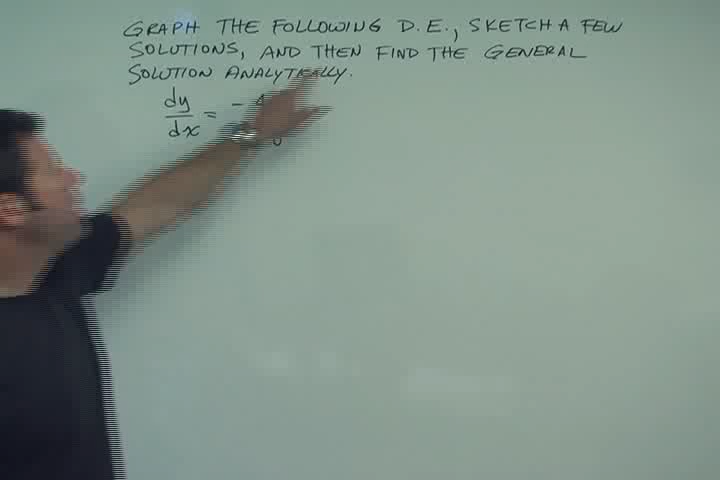 GRAPH THE FOLLOWING D.E., SKETCH A FEW
SOLUTIONS, AND THEN FIND THE GENERAL
SOLUTION ANALYTICALLY.
dy
dx = -